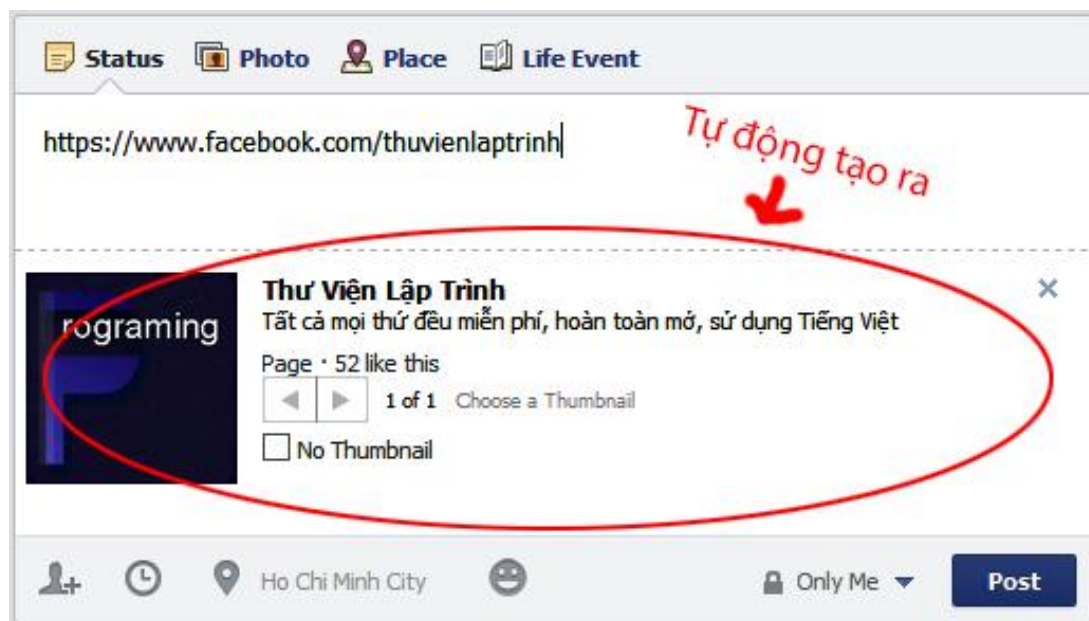 Status Photo Place Life Event
https://www.facebook.com/thuvienlaptrinh
Tự động tạo ra
rograming
Thư Viện Lập Trình
Tất cả mọi thứ đều miễn phí, hoàn toàn mở, sử dụng Tiếng Việt
Page · 52 like this
1 of 1 Choose a Thumbnail
No Thumbnail
Ho Chi Minh City Only Me Post